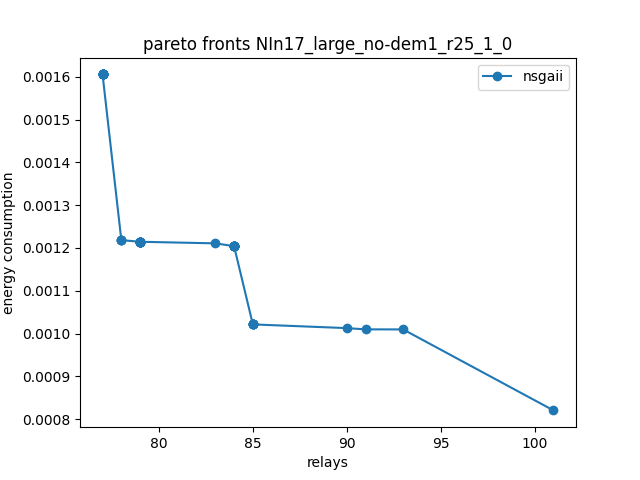 pareto fronts NIn17_large_no-dem1_r25_1_0
nsgaii
energy consumption
0.0016
0.0015
0.0014
0.0013
0.0012
0.0011
0.0010
0.0009
0.0008
80 85 90 95 100
relays